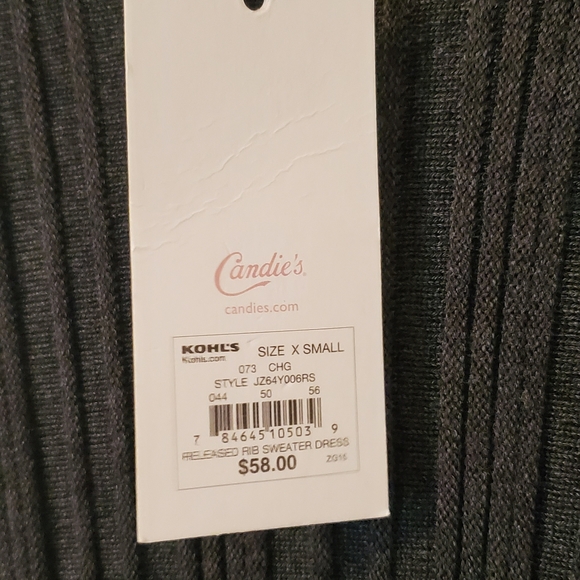 Candie's
candies.com
KOHL'S SIZE X SMALL
Kohls.com
073 CHG
STYLE JZ64Y006RS
044 50 56
7 84645 10503 9
RELEASED RIB SWEATER DRESS
$58.00 ZG16